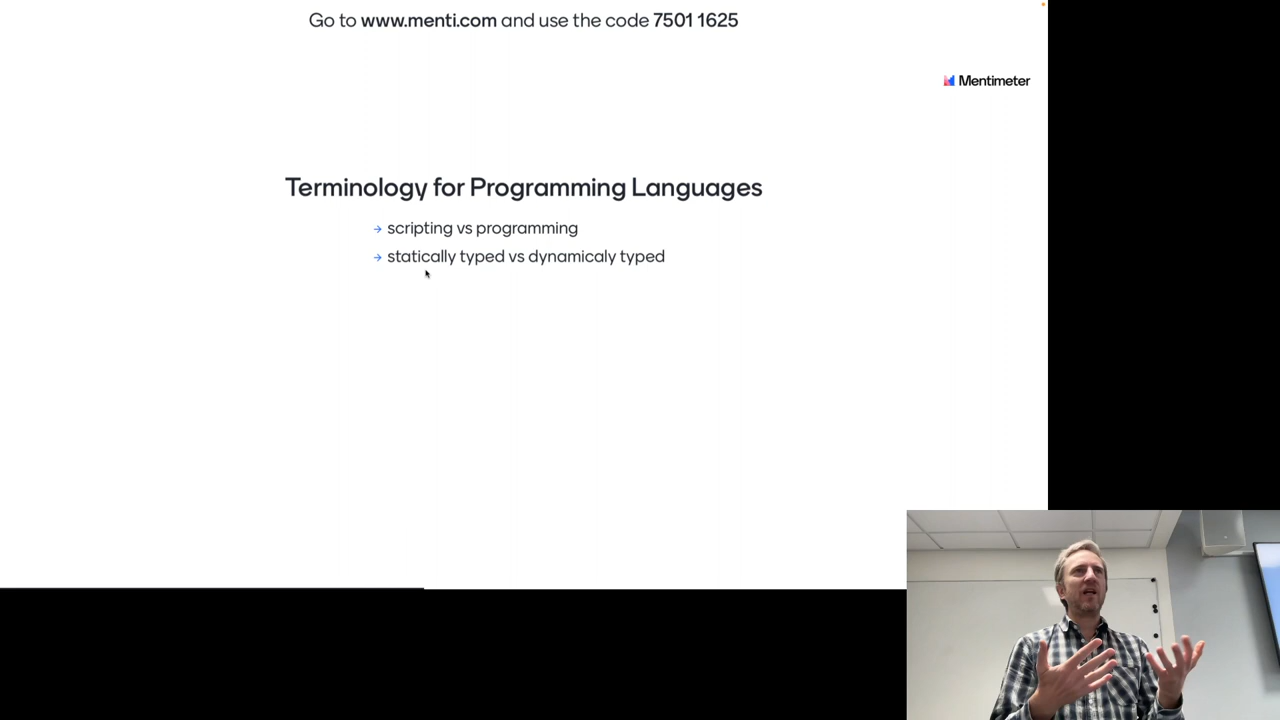 Go to www.menti.com and use the code 7501 1625
Mentimeter
Terminology for Programming Languages
→ scripting vs programming
→ statically typed vs dynamicaly typed